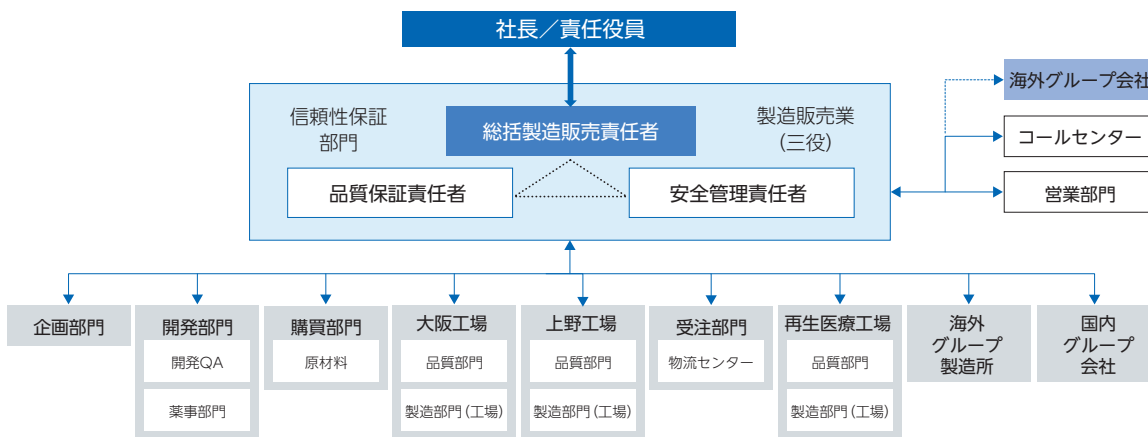 社長／責任役員
信頼性保証
部門
総括製造販売責任者
製造販売業
(三役)
品質保証責任者
安全管理責任者
海外グループ会社
コールセンター
営業部門
企画部門
開発部門
開発QA
薬事部門
購買部門
原材料
大阪工場
品質部門
製造部門(工場)
上野工場
品質部門
製造部門(工場)
受注部門
物流センター
再生医療工場
品質部門
製造部門(工場)
海外
グループ
製造所
国内
グループ
会社